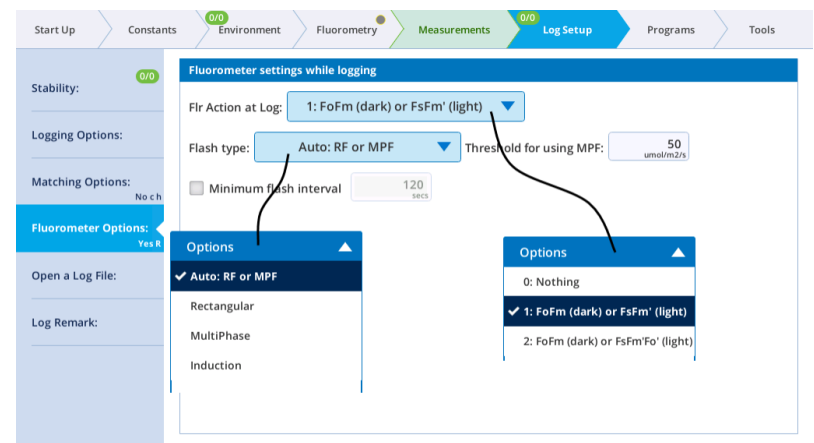 0/0 0/0
Start Up Constants Environment Fluorometry Measurements Log Setup Programs Tools
Fluorometer settings while logging
0/0
Stability:
Flr Action at Log: 1: FoFm (dark) or FsFm' (light)
Logging Options:
Flash type: Auto: RF or MPF Threshold for using MPF: 50
umol/m2/s
Matching Options:
No c h
Minimum flash interval 120
secs
Fluorometer Options:
Yes R
Options
Auto: RF or MPF
Rectangular
MultiPhase
Induction
Options
0: Nothing
1: FoFm (dark) or FsFm' (light)
2: FoFm (dark) or FsFm'Fo' (light)
Open a Log File:
Log Remark: